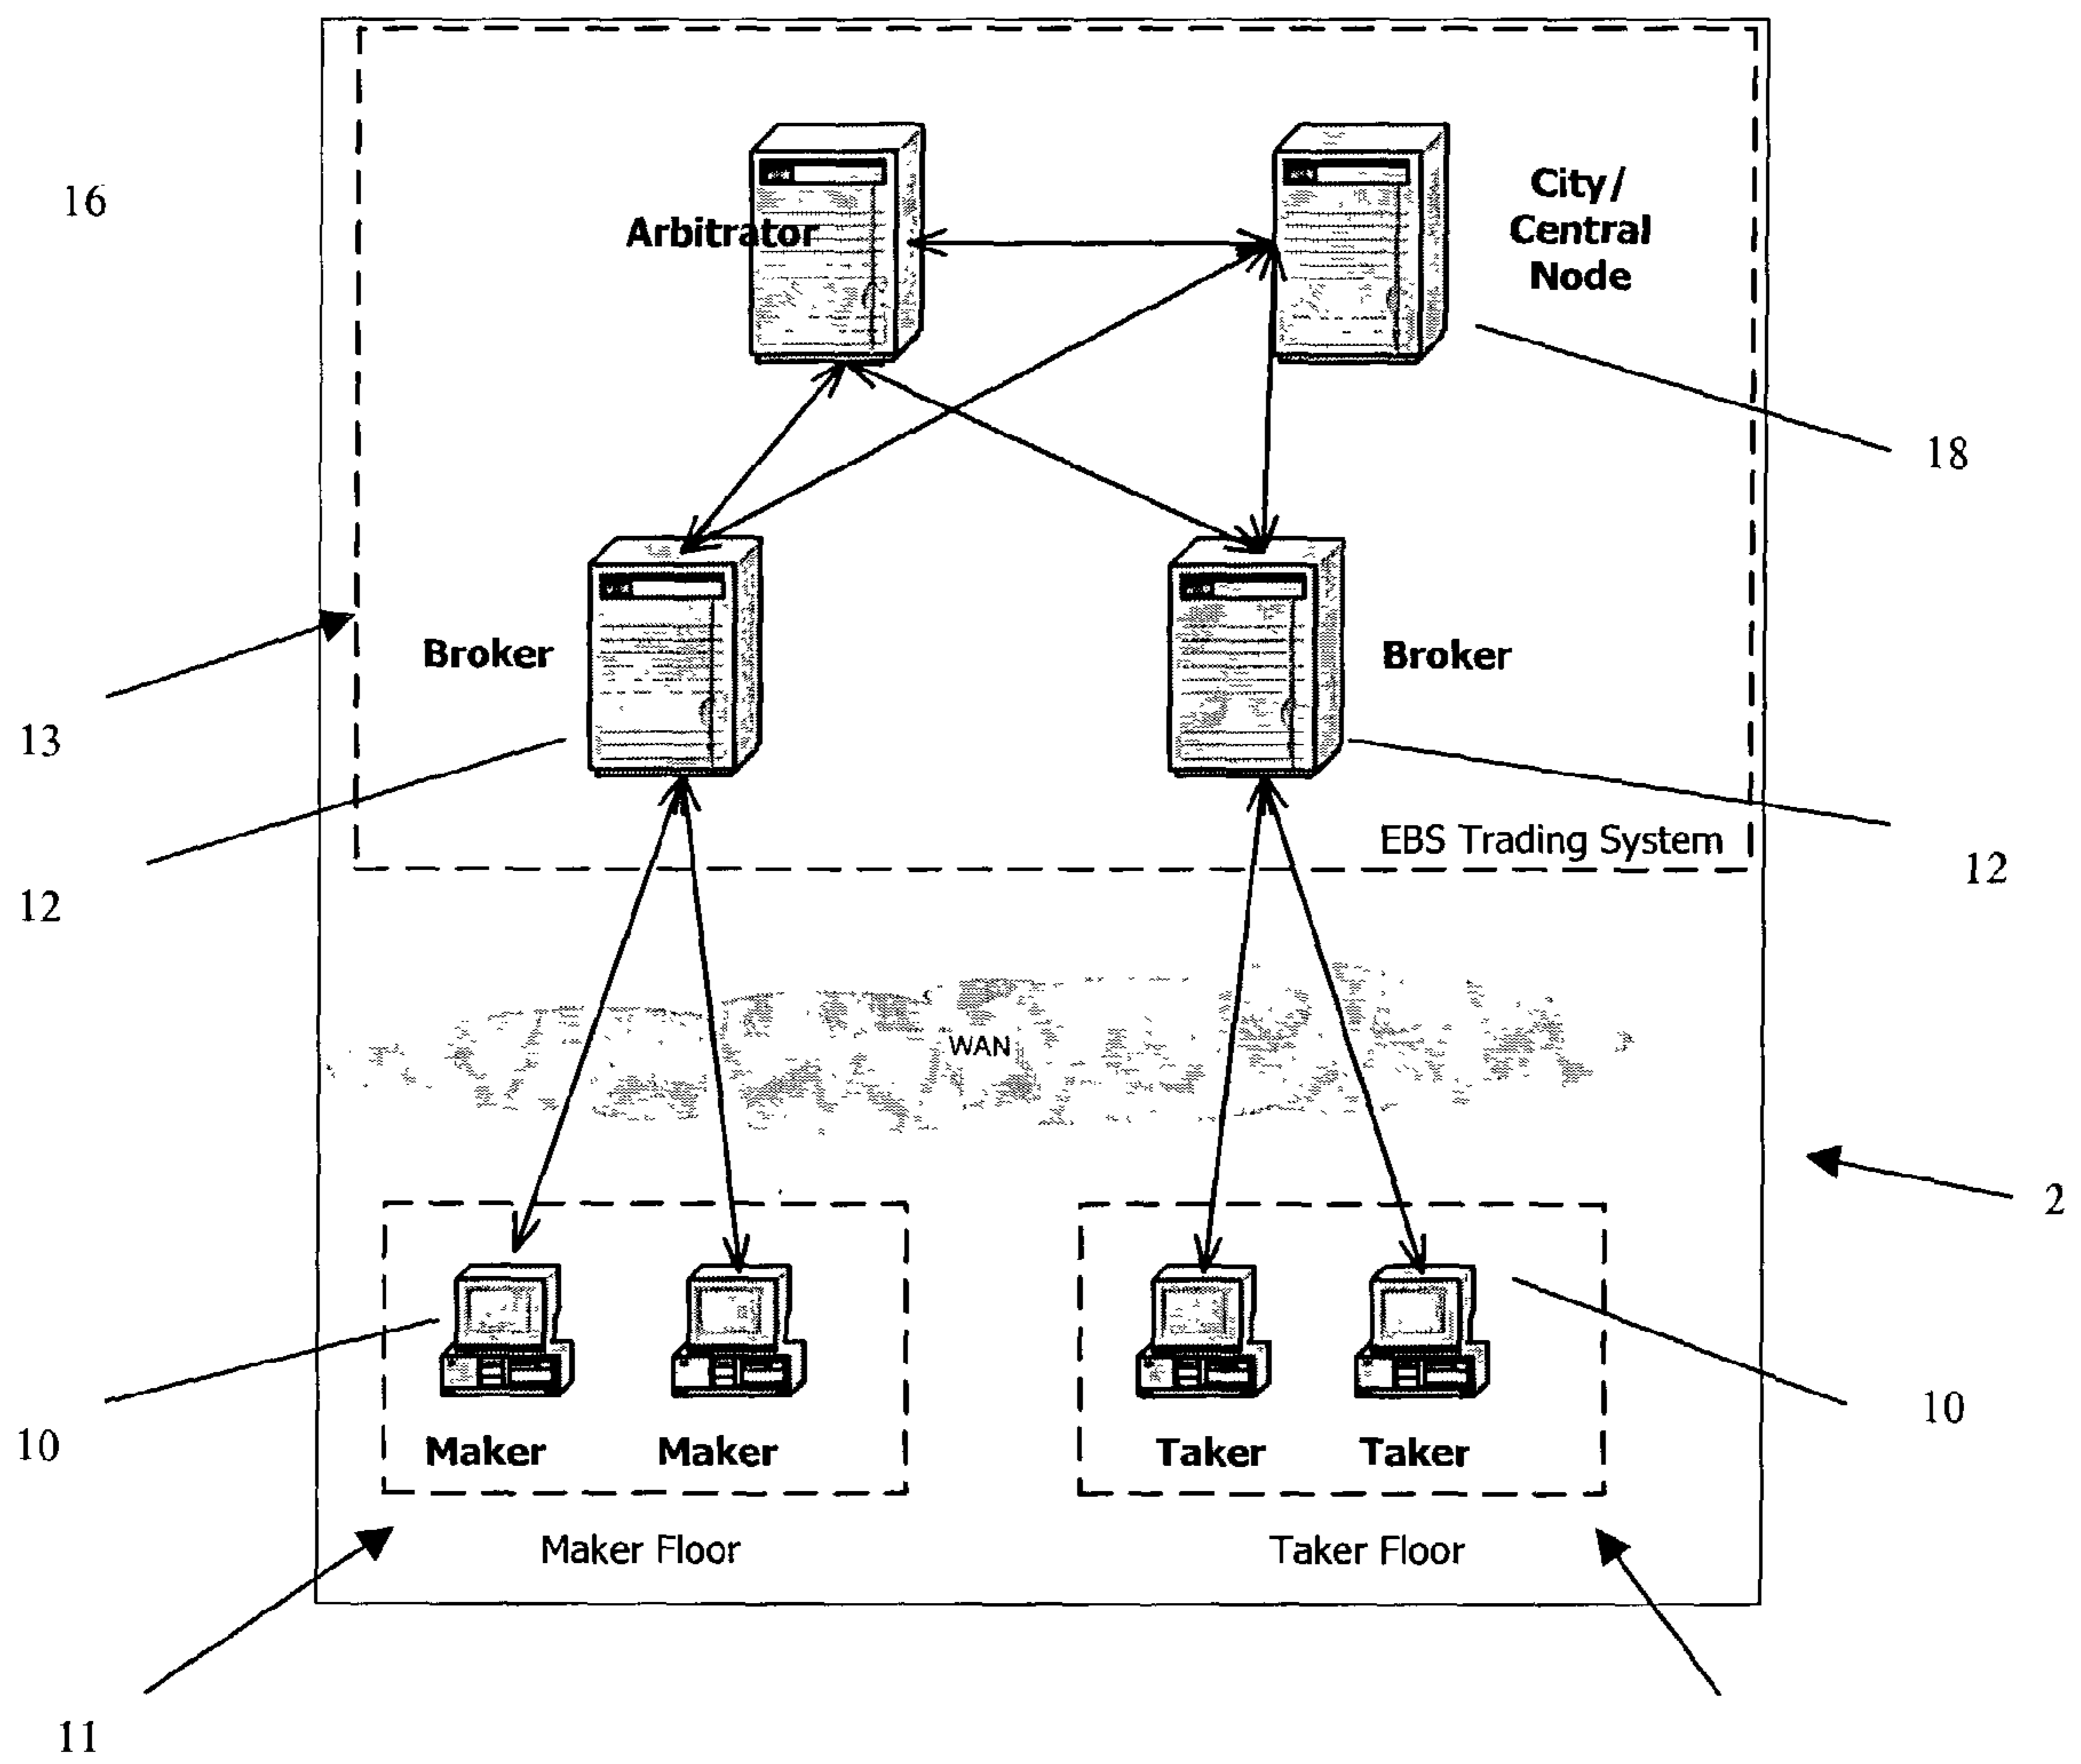 16
Arbitrator
City/
Central
Node
18
Broker
Broker
13
EBS Trading System
12
12
WAN
2
10
10
Maker
Maker
Taker
Taker
Maker Floor
Taker Floor
11